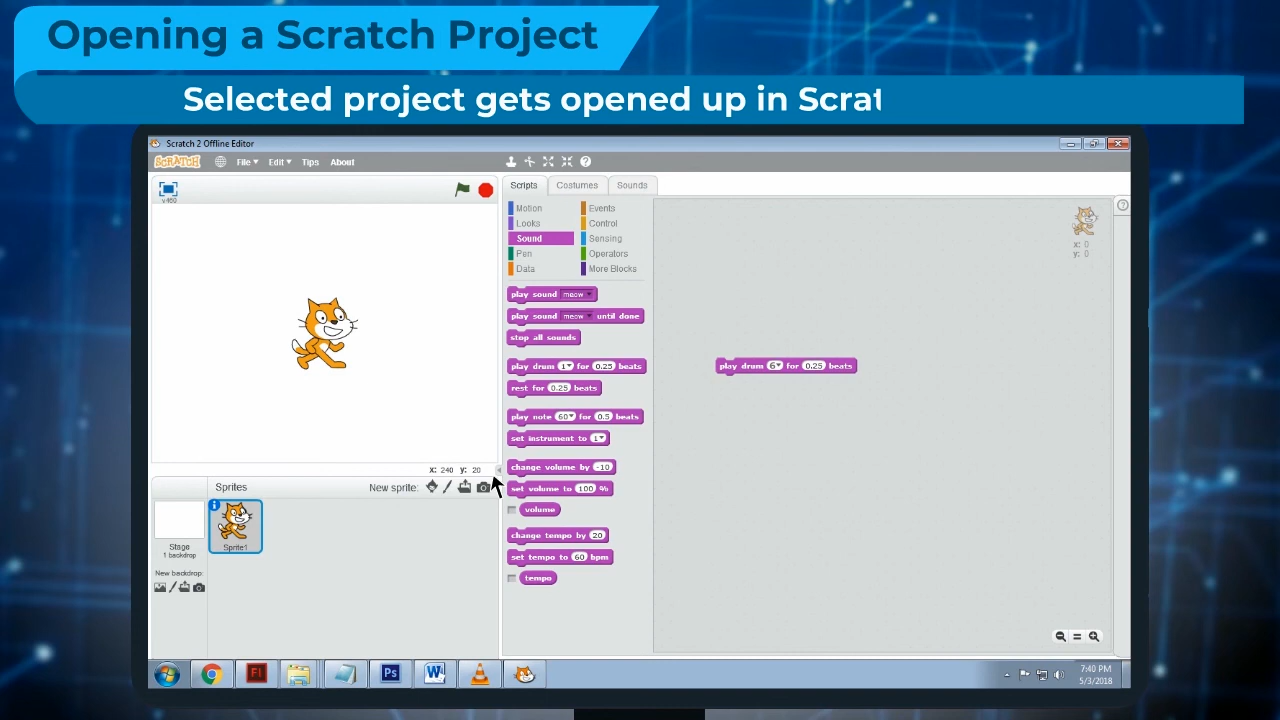 Opening a Scratch Project
Selected project gets opened up in Scrat
Scratch 2 Offline Editor
SCRATCH File Edit Tips About
v460
Scripts Costumes Sounds
Motion Events
Looks Control
Sound Sensing
Pen Operators
Data More Blocks
x: 0
y: 0
play sound meow
play sound meow until done
stop all sounds
play drum 1 for 0.25 beats
play drum 6 for 0.25 beats
rest for 0.25 beats
play note 60 for 0.5 beats
set instrument to 1
change volume by -10
set volume to 100 %
volume
change tempo by 20
set tempo to 60 bpm
tempo
x: 240 y: 20
Sprites New sprite:
Sprite1
Stage
1 backdrop
New backdrop:
Fl Ps W
7:40 PM
5/3/2018